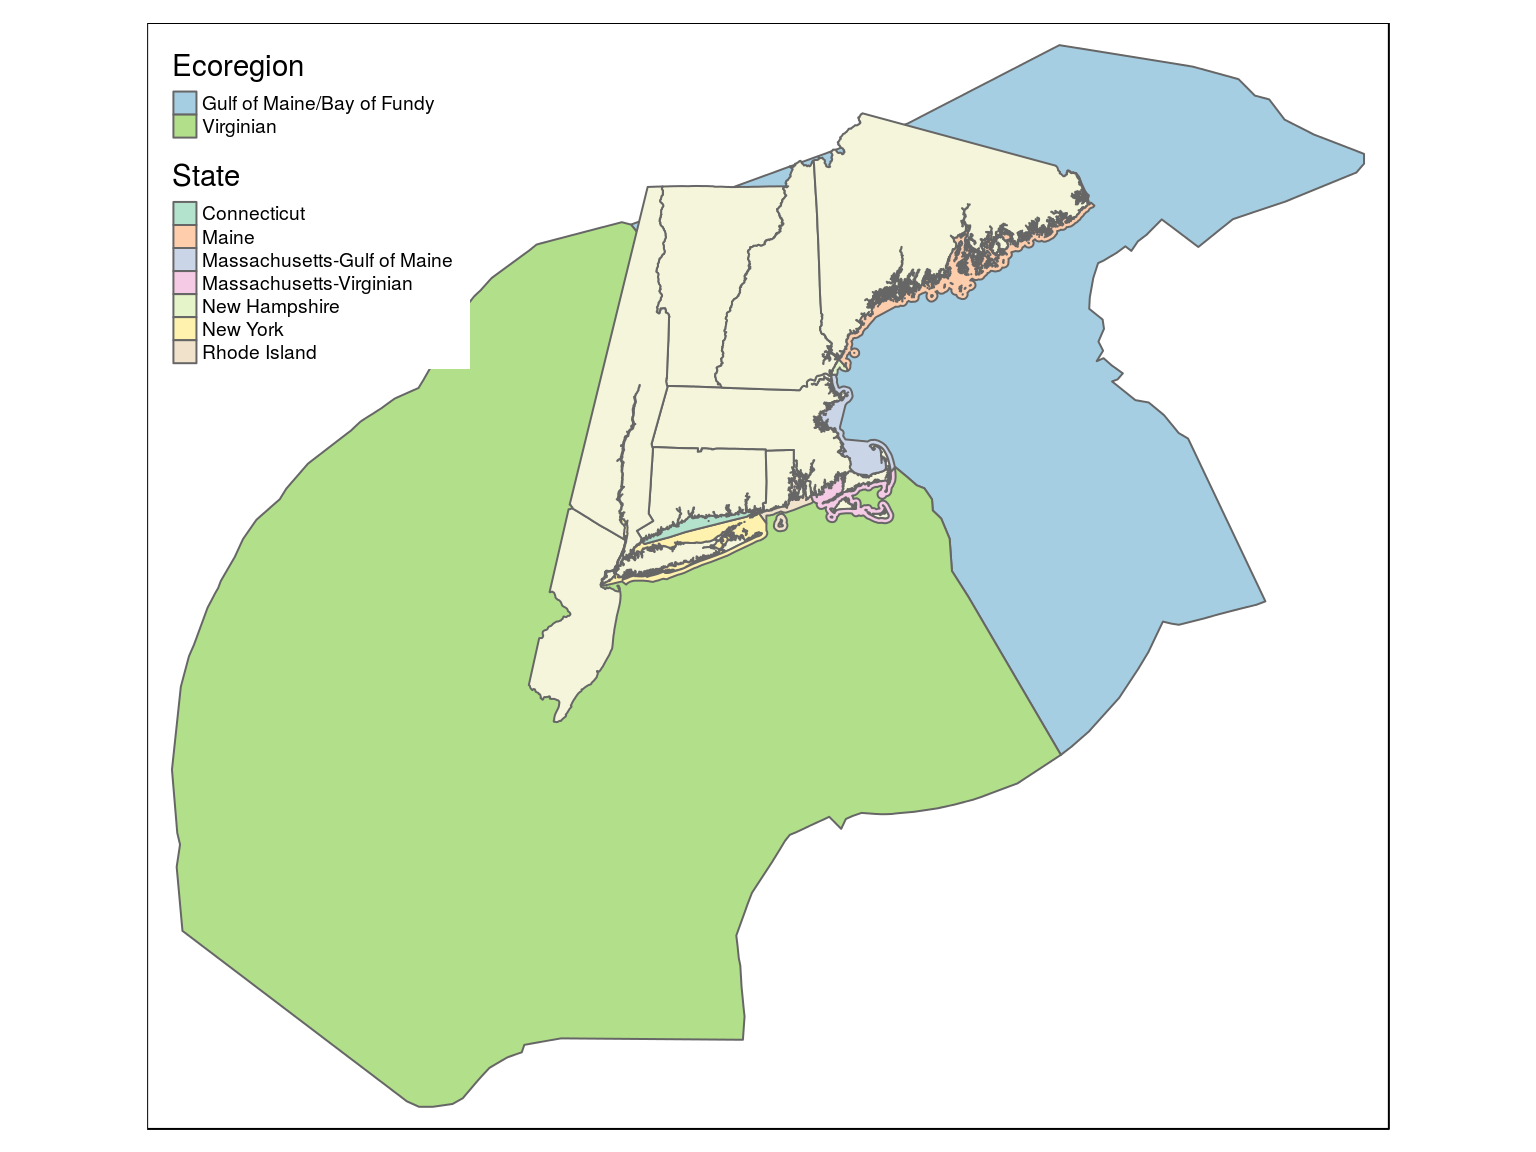 Ecoregion
Gulf of Maine/Bay of Fundy
Virginian
State
Connecticut
Maine
Massachusetts-Gulf of Maine
Massachusetts-Virginian
New Hampshire
New York
Rhode Island